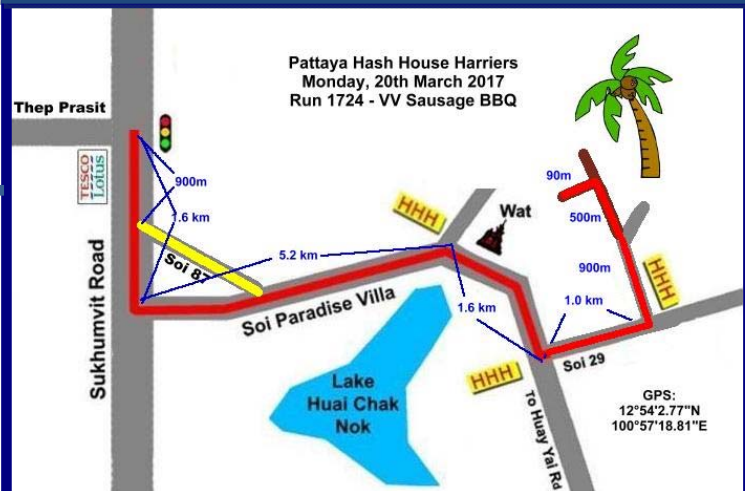 Pattaya Hash House Harriers
Monday, 20th March 2017
Run 1724 - VV Sausage BBQ
Thep Prasit
TESCO
Lotus
900m
1.6 km
Soi 87
5.2 km
HHH
Wat
90m
500m
900m
HHH
Sukhumvit Road
Soi Paradise Villa
1.6 km
1.0 km
Lake
Huai Chak
Nok
HHH
Soi 29
To Huay Yai Rd
GPS:
12°54'2.77"N
100°57'18.81"E